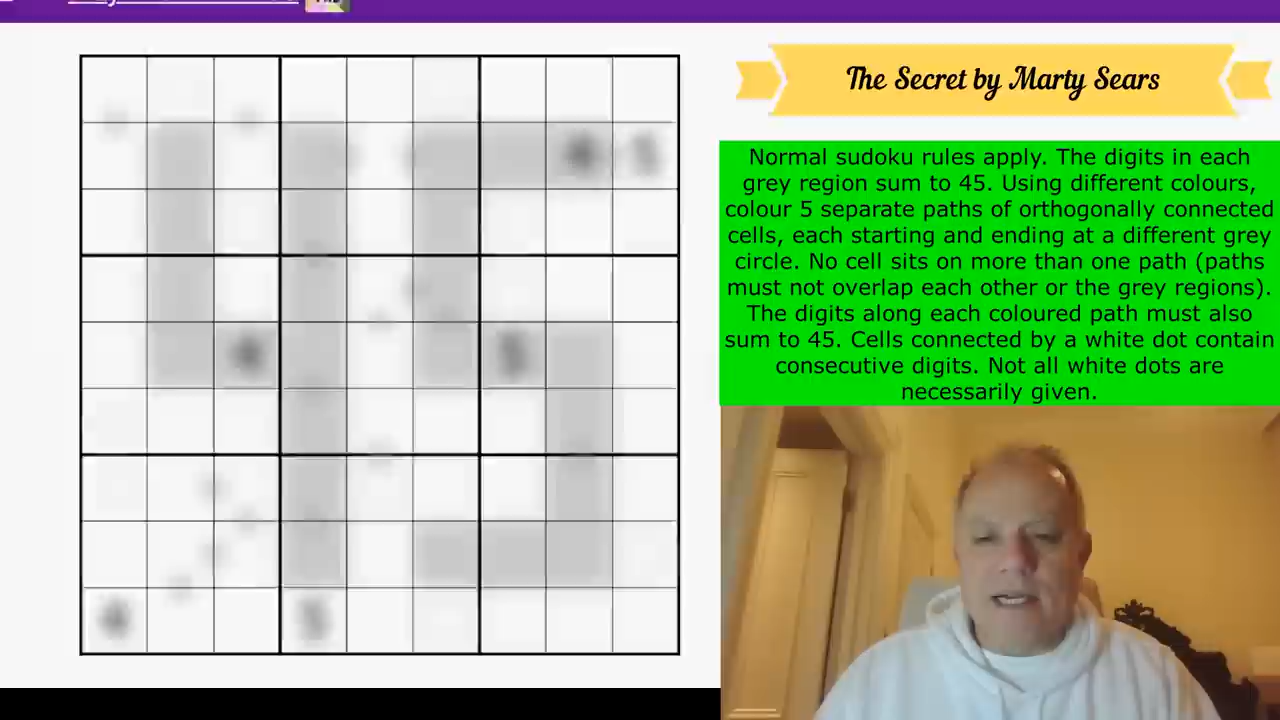 The Secret by Marty Sears
Normal sudoku rules apply. The digits in each
grey region sum to 45. Using different colours,
colour 5 separate paths of orthogonally connected
cells, each starting and ending at a different grey
circle. No cell sits on more than one path (paths
must not overlap each other or the grey regions).
The digits along each coloured path must also
sum to 45. Cells connected by a white dot contain
consecutive digits. Not all white dots are
necessarily given.